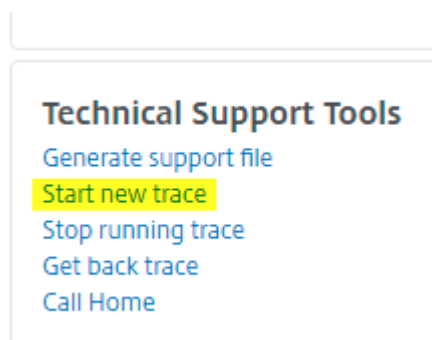 Technical Support Tools
Generate support file
Start new trace
Stop running trace
Get back trace
Call Home